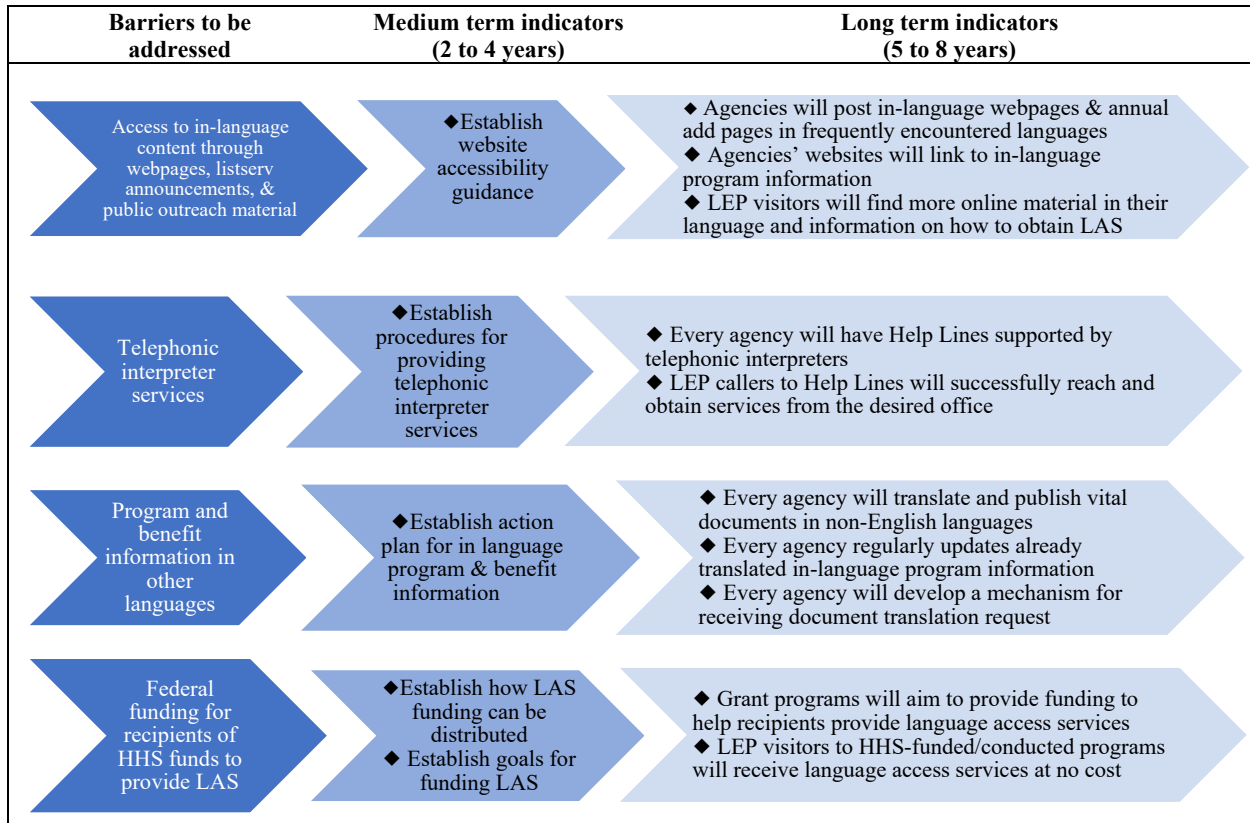 Barriers to be
addressed
Medium term indicators
(2 to 4 years)
Long term indicators
(5 to 8 years)
Access to in-language
content through
webpages, listserv
announcements, &
public outreach material
◆Establish
website
accessibility
guidance
◆ Agencies will post in-language webpages & annual
add pages in frequently encountered languages
◆ Agencies’ websites will link to in-language
program information
◆ LEP visitors will find more online material in their
language and information on how to obtain LAS
Telephonic
interpreter
services
◆Establish
procedures for
providing
telephonic
interpreter
services
◆ Every agency will have Help Lines supported by
telephonic interpreters
◆ LEP callers to Help Lines will successfully reach and
obtain services from the desired office
Program and
benefit
information in
other
languages
◆Establish action
plan for in language
program & benefit
information
◆ Every agency will translate and publish vital
documents in non-English languages
◆ Every agency regularly updates already
translated in-language program information
◆ Every agency will develop a mechanism for
receiving document translation request
Federal
funding for
recipients of
HHS funds to
provide LAS
◆Establish how LAS
funding can be
distributed
◆ Establish goals for
funding LAS
◆ Grant programs will aim to provide funding to
help recipients provide language access services
◆ LEP visitors to HHS-funded/conducted programs
will receive language access services at no cost